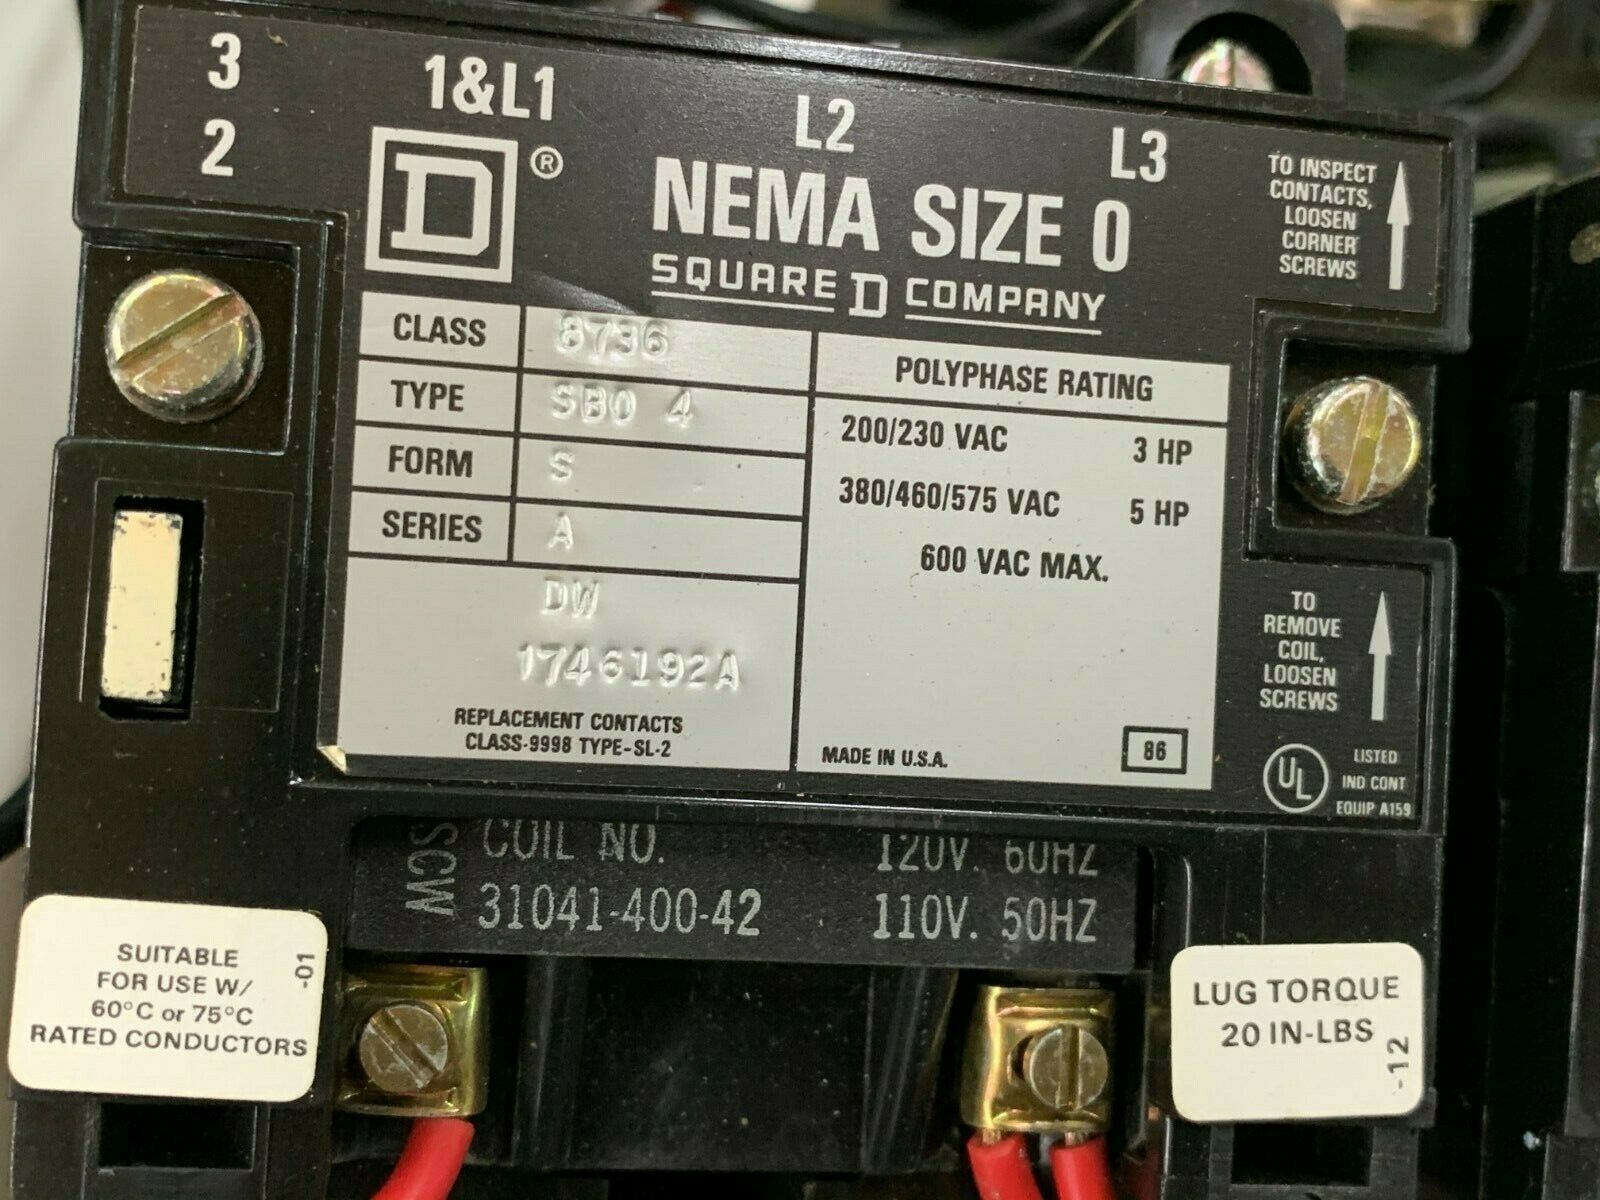 3
2
1&L1
L2
L3
D ®
NEMA SIZE 0
SQUARE D COMPANY
TO INSPECT
CONTACTS,
LOOSEN
CORNER
SCREWS
CLASS 8736
TYPE SBO 4
FORM S
SERIES A
DW
1746192A
REPLACEMENT CONTACTS
CLASS-9998 TYPE-SL-2
POLYPHASE RATING
200/230 VAC 3 HP
380/460/575 VAC 5 HP
600 VAC MAX.
MADE IN U.S.A. 86
TO
REMOVE
COIL,
LOOSEN
SCREWS
UL LISTED
IND CONT
EQUIP A159
SCW
COIL NO. 120V. 60HZ
31041-400-42 110V. 50HZ
SUITABLE
FOR USE W/
60°C or 75°C
RATED CONDUCTORS
-01
LUG TORQUE
20 IN-LBS
-12